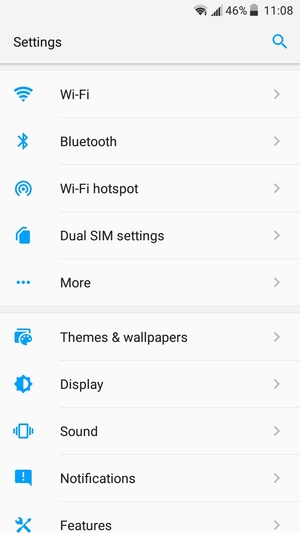 46% 11:08
Settings
Wi-Fi
Bluetooth
Wi-Fi hotspot
Dual SIM settings
More
Themes & wallpapers
Display
Sound
Notifications
Features